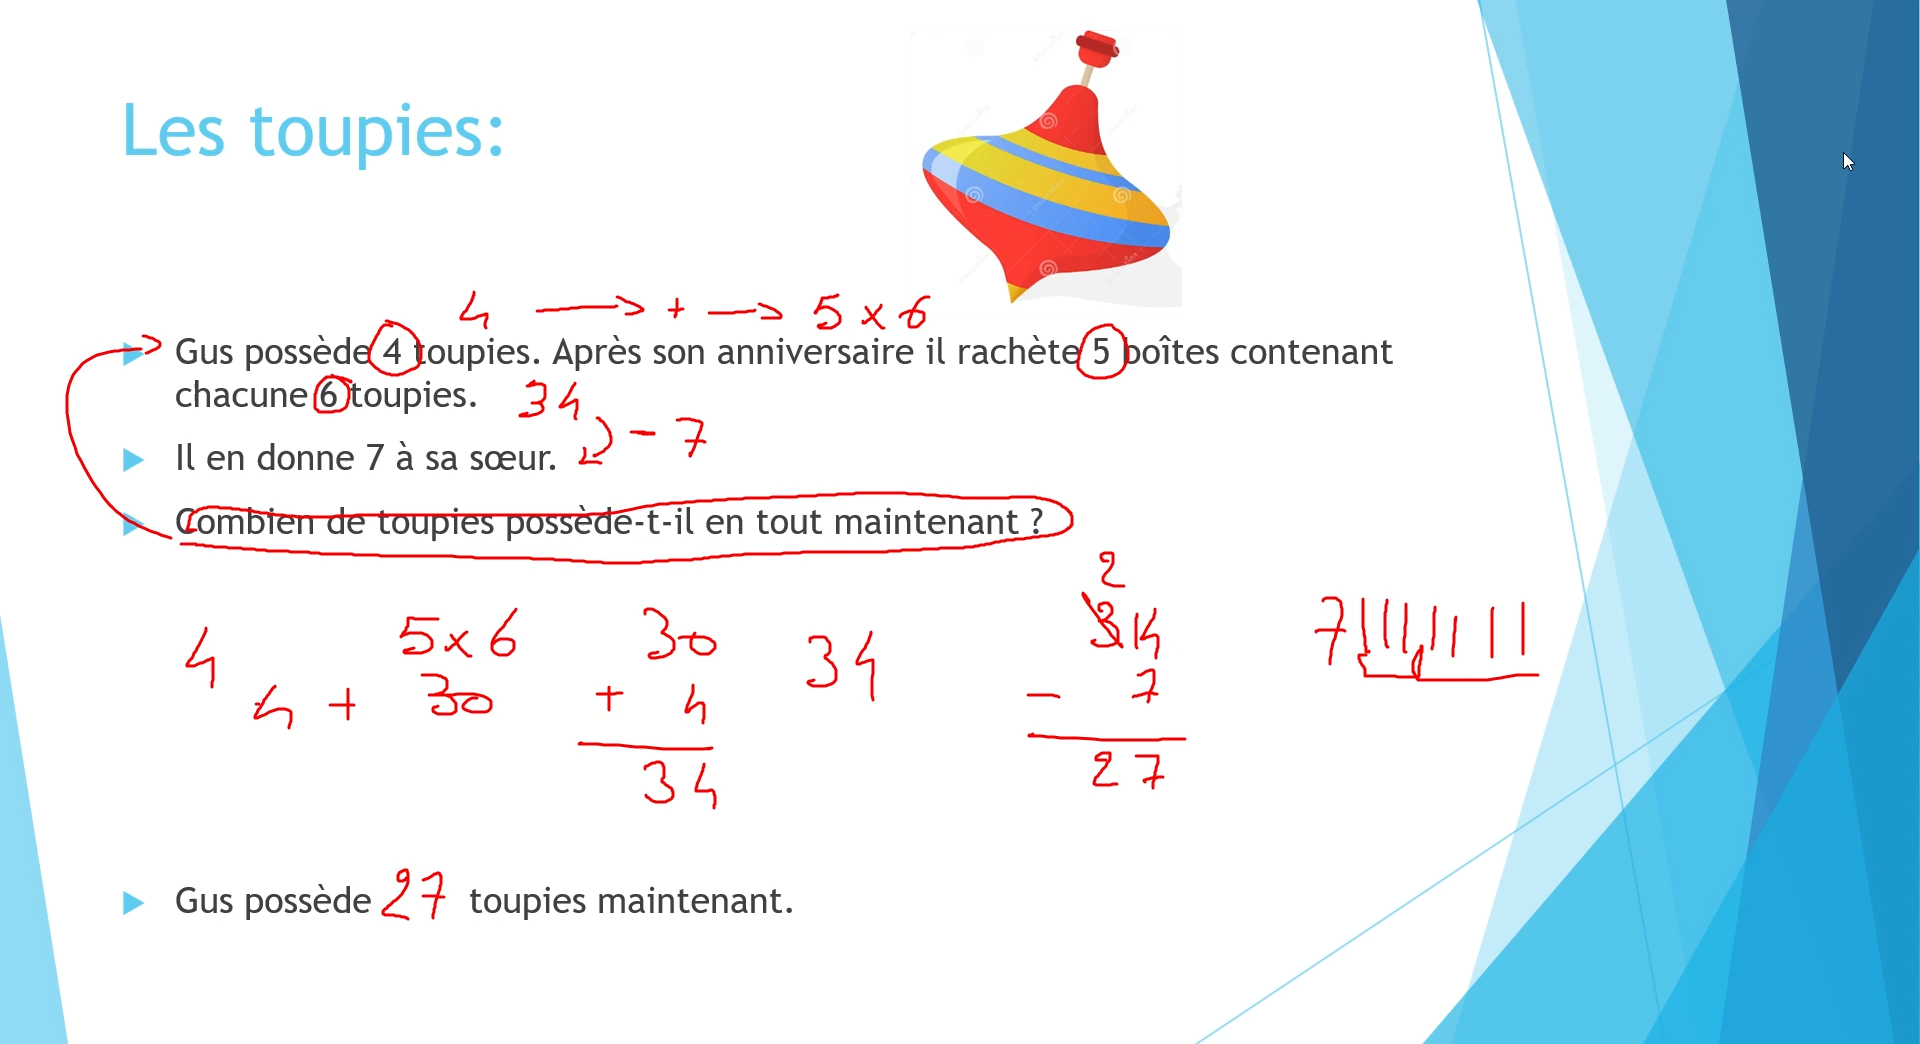 Les toupies:
4 → + → 5 x 6
Gus possède 4 toupies. Après son anniversaire il rachète 5 boîtes contenant
chacune 6 toupies. 34
- 7
Il en donne 7 à sa sœur.
Combien de toupies possède-t-il en tout maintenant ?
4
5 x 6
4 + 30
30
+ 4
34
34
2
34
- 7
27
7
Gus possède 27 toupies maintenant.